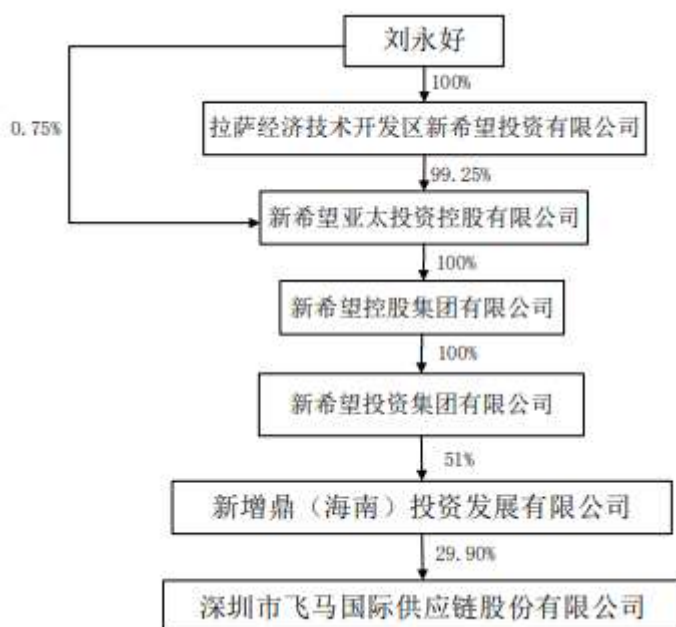 刘永好
100%
0.75%
拉萨经济技术开发区新希望投资有限公司
99.25%
新希望亚太投资控股有限公司
100%
新希望控股集团有限公司
100%
新希望投资集团有限公司
51%
新增鼎（海南）投资发展有限公司
29.90%
深圳市飞马国际供应链股份有限公司